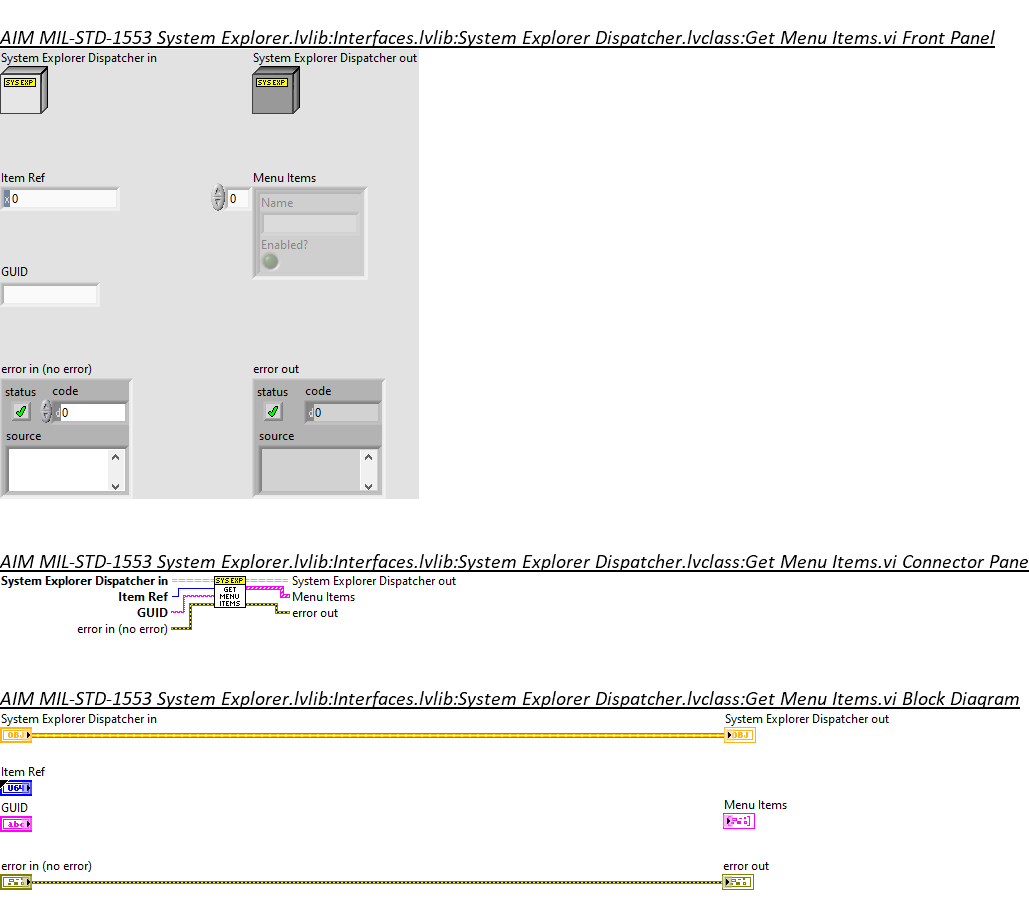 AIM MIL-STD-1553 System Explorer.lvlib:Interfaces.lvlib:System Explorer Dispatcher.lvclass:Get Menu Items.vi Front Panel
System Explorer Dispatcher in
System Explorer Dispatcher out
SYS EXP
SYS EXP
Item Ref
Menu Items
x 0
0
Name
Enabled?
GUID
error in (no error)
error out
status
code
status
code
d 0
d 0
source
source
AIM MIL-STD-1553 System Explorer.lvlib:Interfaces.lvlib:System Explorer Dispatcher.lvclass:Get Menu Items.vi Connector Pane
System Explorer Dispatcher in
SYS EXP
System Explorer Dispatcher out
Item Ref
GET
MENU
ITEMS
Menu Items
GUID
error out
error in (no error)
AIM MIL-STD-1553 System Explorer.lvlib:Interfaces.lvlib:System Explorer Dispatcher.lvclass:Get Menu Items.vi Block Diagram
System Explorer Dispatcher in
System Explorer Dispatcher out
OBJ
OBJ
Item Ref
U64
GUID
Menu Items
abc
error in (no error)
error out